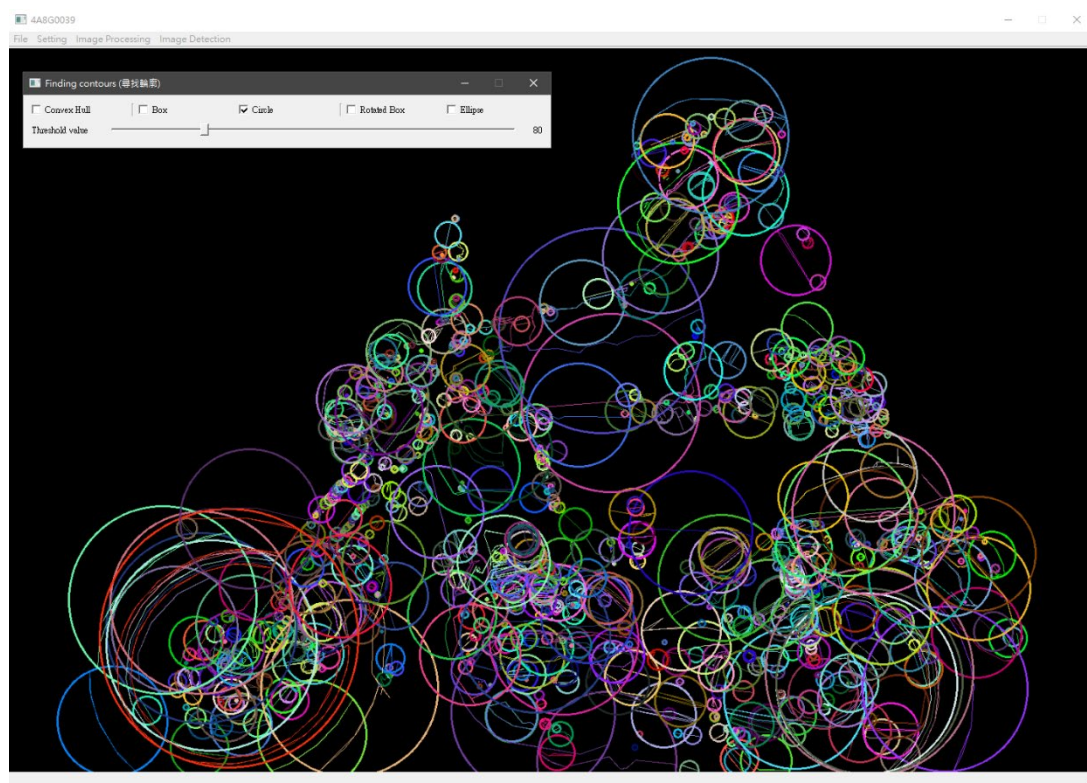 4A8G0039
File Setting Image Processing Image Detection
Finding contours (尋找輪廓)
Convex Hull Box Circle Rotated Box Ellipse
Threshold value 80